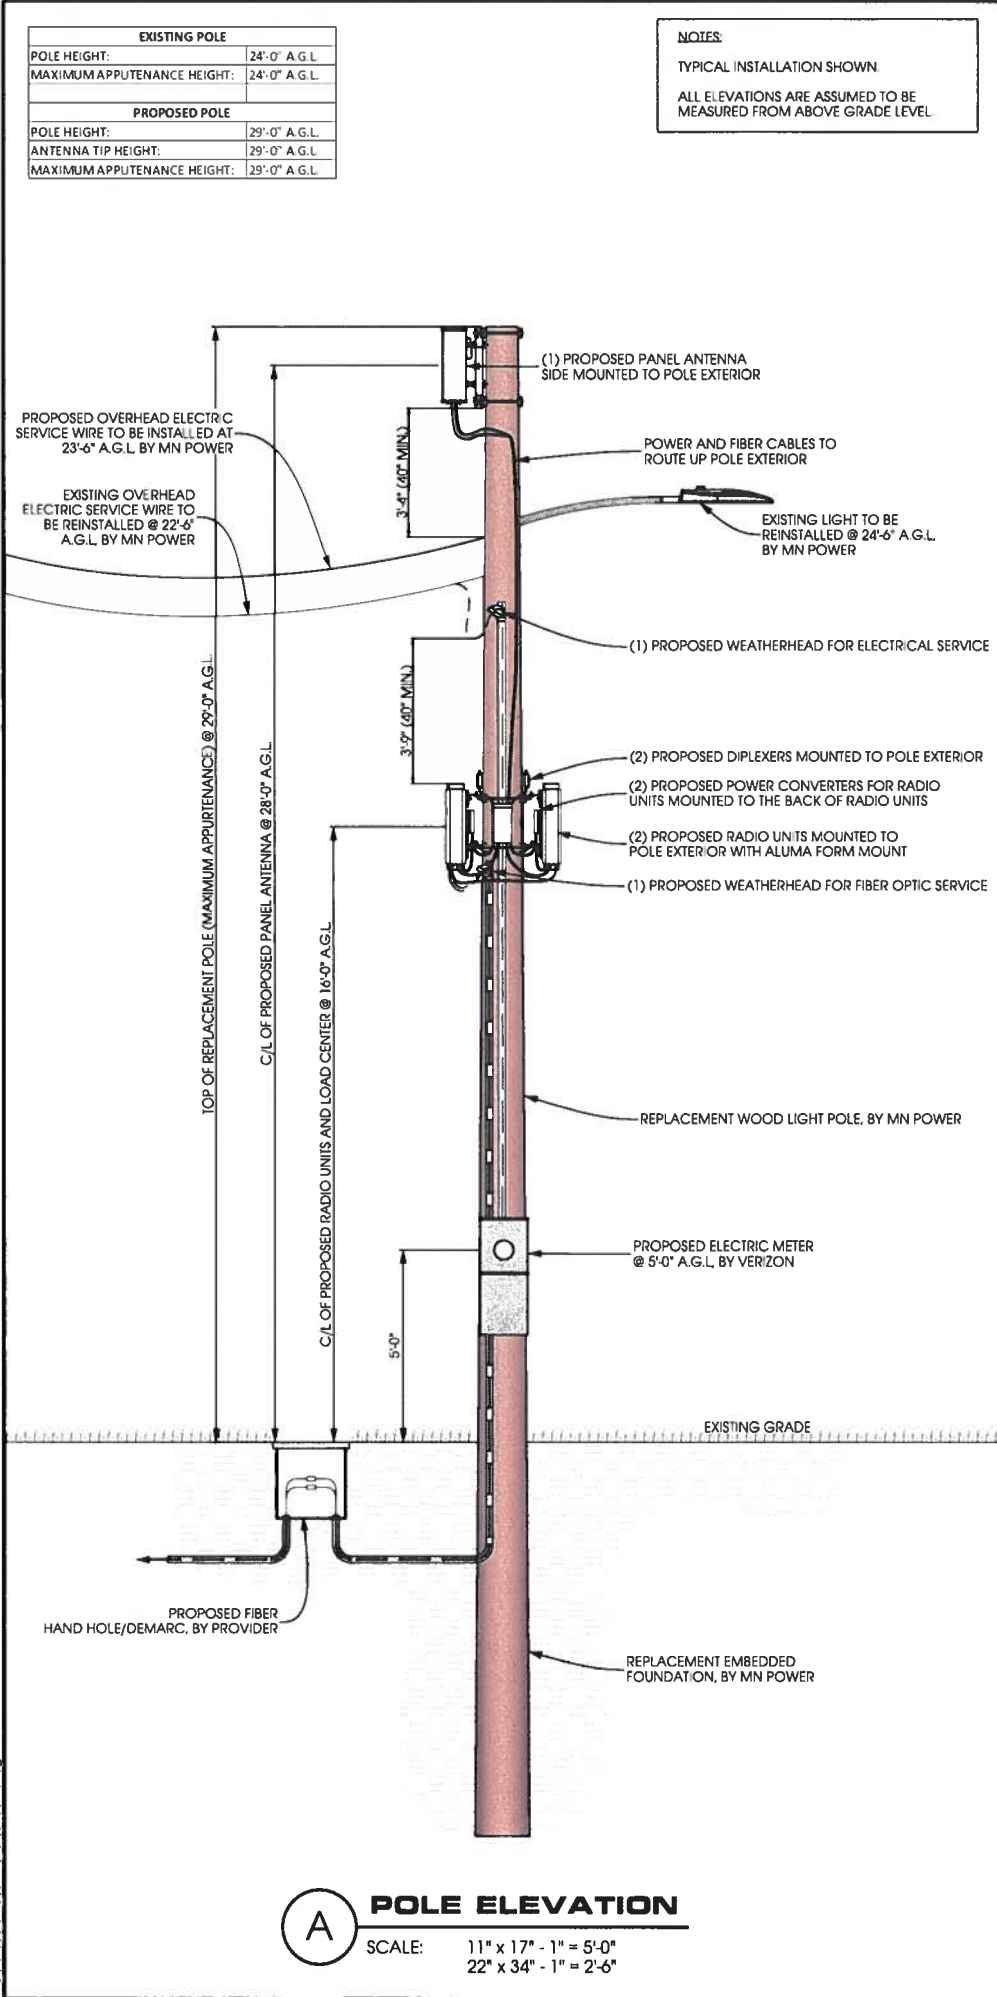 EXISTING POLE
POLE HEIGHT: 24'-0" A.G.L.
MAXIMUM APPUTENANCE HEIGHT: 24'-0" A.G.L.
PROPOSED POLE
POLE HEIGHT: 29'-0" A.G.L.
ANTENNA TIP HEIGHT: 29'-0" A.G.L.
MAXIMUM APPUTENANCE HEIGHT: 29'-0" A.G.L.
NOTES:
TYPICAL INSTALLATION SHOWN.
ALL ELEVATIONS ARE ASSUMED TO BE
MEASURED FROM ABOVE GRADE LEVEL.
(1) PROPOSED PANEL ANTENNA
SIDE MOUNTED TO POLE EXTERIOR
PROPOSED OVERHEAD ELECTRIC
SERVICE WIRE TO BE INSTALLED AT
23'-6" A.G.L, BY MN POWER
POWER AND FIBER CABLES TO
ROUTE UP POLE EXTERIOR
EXISTING OVERHEAD
ELECTRIC SERVICE WIRE TO
BE REINSTALLED @ 22'-6"
A.G.L, BY MN POWER
EXISTING LIGHT TO BE
REINSTALLED @ 24'-6" A.G.L,
BY MN POWER
3'-4" (40" MIN.)
(1) PROPOSED WEATHERHEAD FOR ELECTRICAL SERVICE
3'-9" (40" MIN.)
(2) PROPOSED DIPLEXERS MOUNTED TO POLE EXTERIOR
(2) PROPOSED POWER CONVERTERS FOR RADIO
UNITS MOUNTED TO THE BACK OF RADIO UNITS
(2) PROPOSED RADIO UNITS MOUNTED TO
POLE EXTERIOR WITH ALUMA FORM MOUNT
(1) PROPOSED WEATHERHEAD FOR FIBER OPTIC SERVICE
TOP OF REPLACEMENT POLE (MAXIMUM APPURTENANCE) @ 29'-0" A.G.L.
C/L OF PROPOSED PANEL ANTENNA @ 28'-0" A.G.L.
C/L OF PROPOSED RADIO UNITS AND LOAD CENTER @ 16'-0" A.G.L.
REPLACEMENT WOOD LIGHT POLE, BY MN POWER
PROPOSED ELECTRIC METER
@ 5'-0" A.G.L, BY VERIZON
5'-0"
EXISTING GRADE
PROPOSED FIBER
HAND HOLE/DEMARC, BY PROVIDER
REPLACEMENT EMBEDDED
FOUNDATION, BY MN POWER
A
POLE ELEVATION
SCALE: 11" x 17" - 1" = 5'-0"
22" x 34" - 1" = 2'-6"